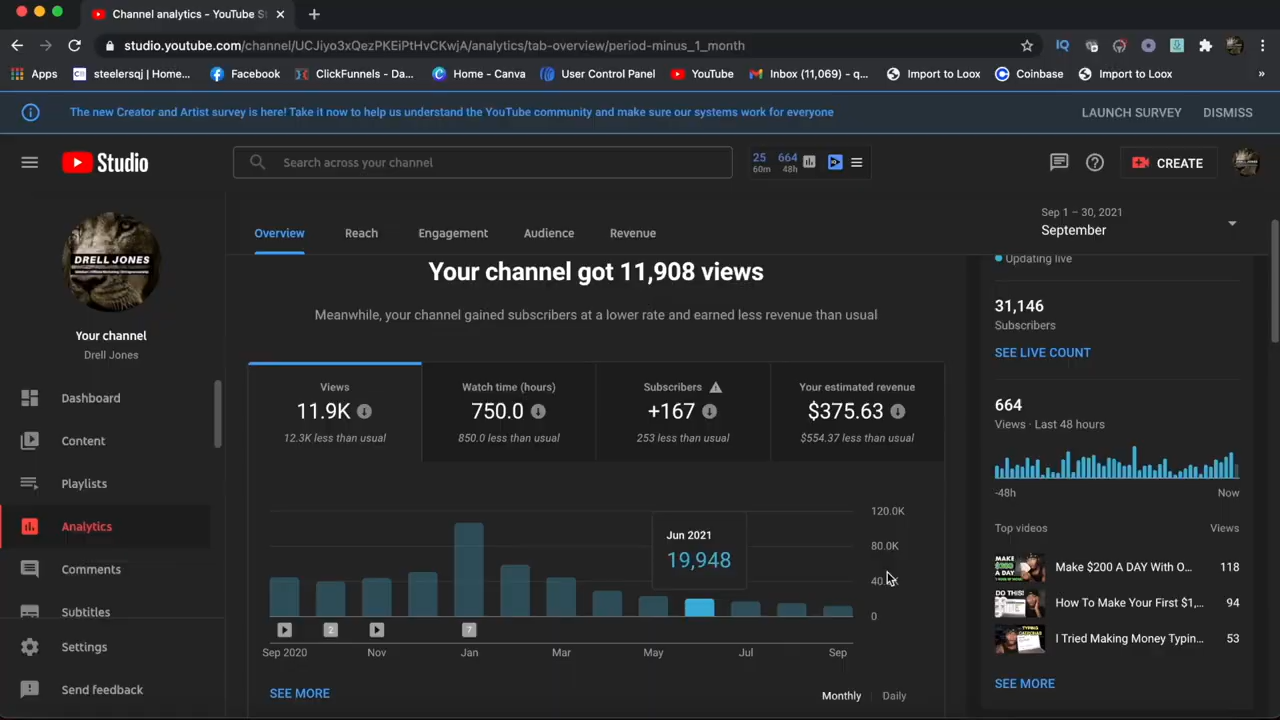 Channel analytics - YouTube S
studio.youtube.com/channel/UCJiyo3xQezPKEiPtHvCKwjA/analytics/tab-overview/period-minus_1_month
Apps
steelersqj | Home...
Facebook
ClickFunnels - Da...
Home - Canva
User Control Panel
YouTube
Inbox (11,069) – q...
Import to Loox
Coinbase
Import to Loox
»
The new Creator and Artist survey is here! Take it now to help us understand the YouTube community and make sure our systems work for everyone
LAUNCH SURVEY
DISMISS
Studio
Search across your channel
25
60m
664
48h
CREATE
DRELL JONES
Your channel
Drell Jones
Dashboard
Content
Playlists
Analytics
Comments
Subtitles
Settings
Send feedback
Overview
Reach
Engagement
Audience
Revenue
Sep 1 – 30, 2021
September
Your channel got 11,908 views
Meanwhile, your channel gained subscribers at a lower rate and earned less revenue than usual
Views
11.9K
12.3K less than usual
Watch time (hours)
750.0
850.0 less than usual
Subscribers
+167
253 less than usual
Your estimated revenue
$375.63
$554.37 less than usual
Jun 2021
19,948
120.0K
80.0K
40.0K
0
2
7
Sep 2020
Nov
Jan
Mar
May
Jul
Sep
SEE MORE
Monthly
Daily
Updating live
31,146
Subscribers
SEE LIVE COUNT
664
Views · Last 48 hours
-48h
Now
Top videos
Views
MAKE
$200
A DAY
Make $200 A DAY With O...
118
DO THIS!
How To Make Your First $1,...
94
I Tried Making Money Typin...
53
SEE MORE